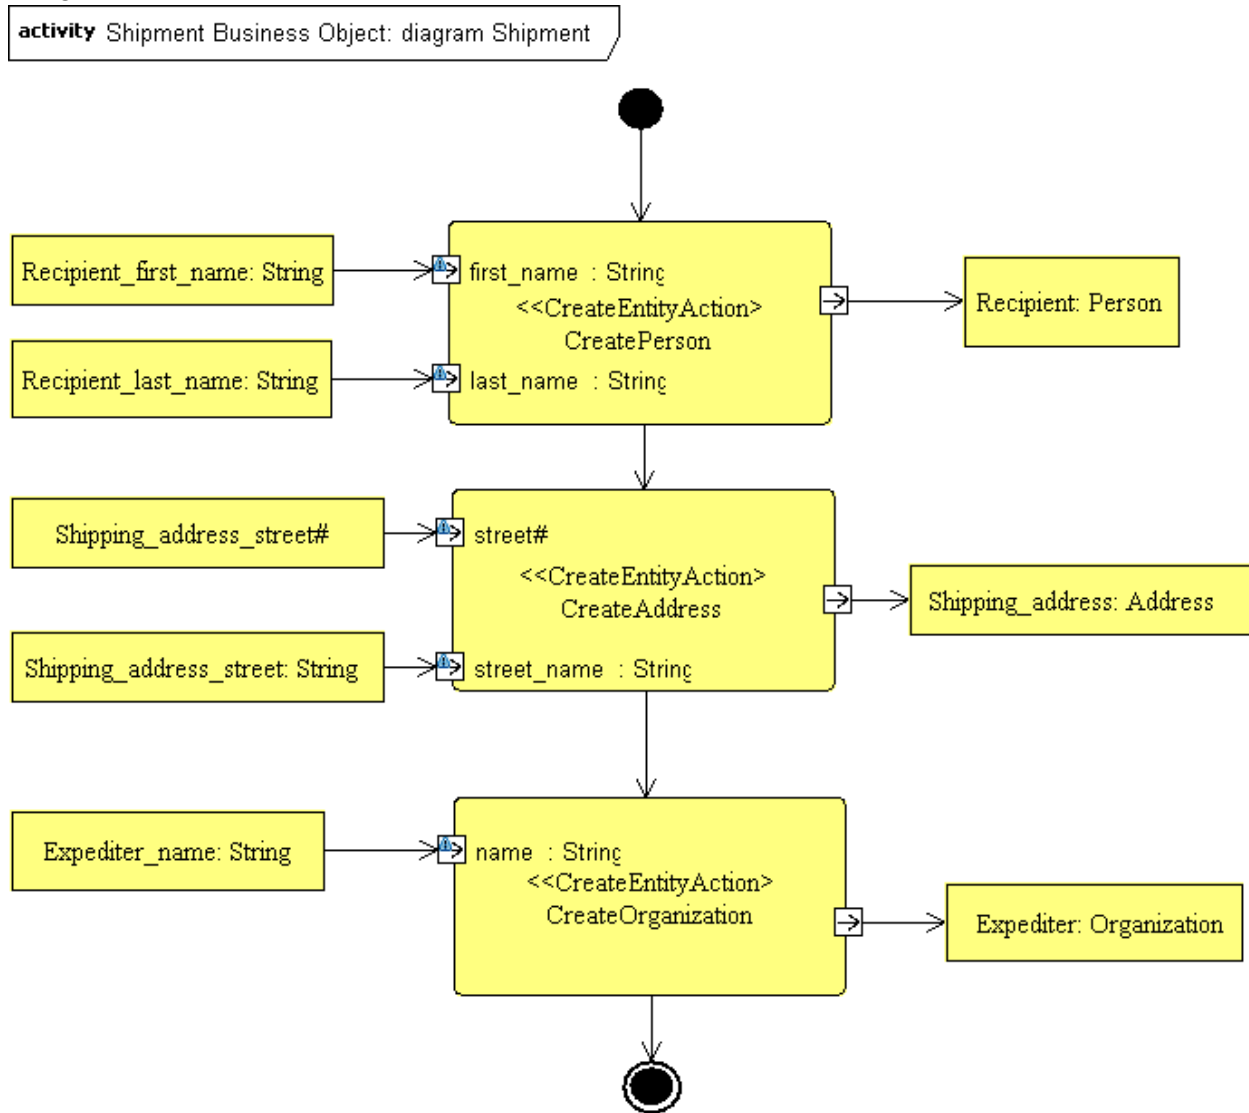 activity Shipment Business Object: diagram Shipment
Recipient_first_name: String
first_name : String
<<CreateEntityAction>
CreatePerson
Recipient: Person
Recipient_last_name: String
last_name : String
Shipping_address_street#
street#
<<CreateEntityAction>
CreateAddress
Shipping_address: Address
Shipping_address_street: String
street_name : String
Expediter_name: String
name : String
<<CreateEntityAction>
CreateOrganization
Expediter: Organization